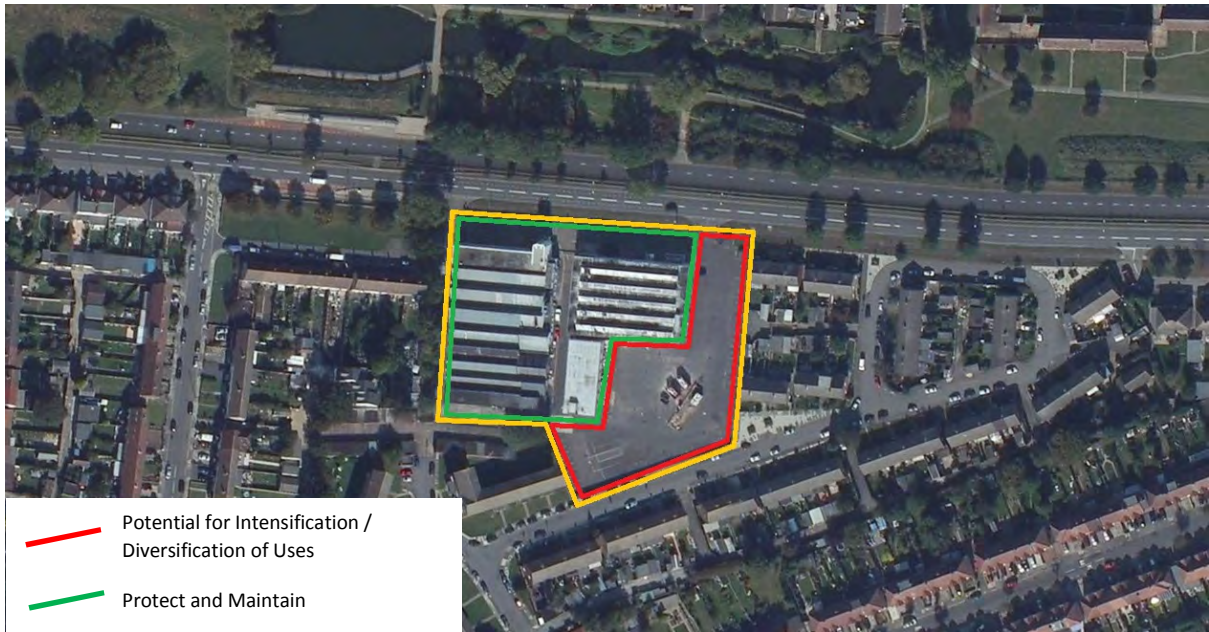 Potential for Intensification /
Diversification of Uses
Protect and Maintain